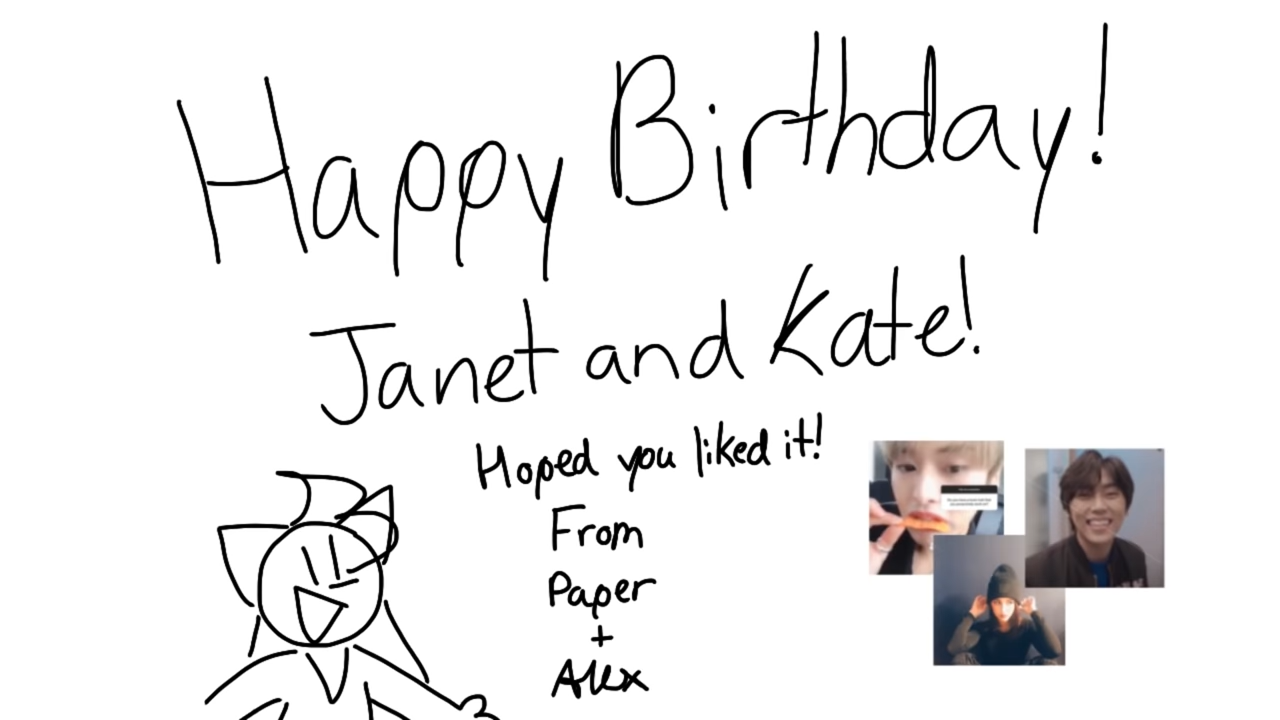 Happy Birthday!
Janet and Kate!
Hoped you liked it!
From
Paper
+
Alex